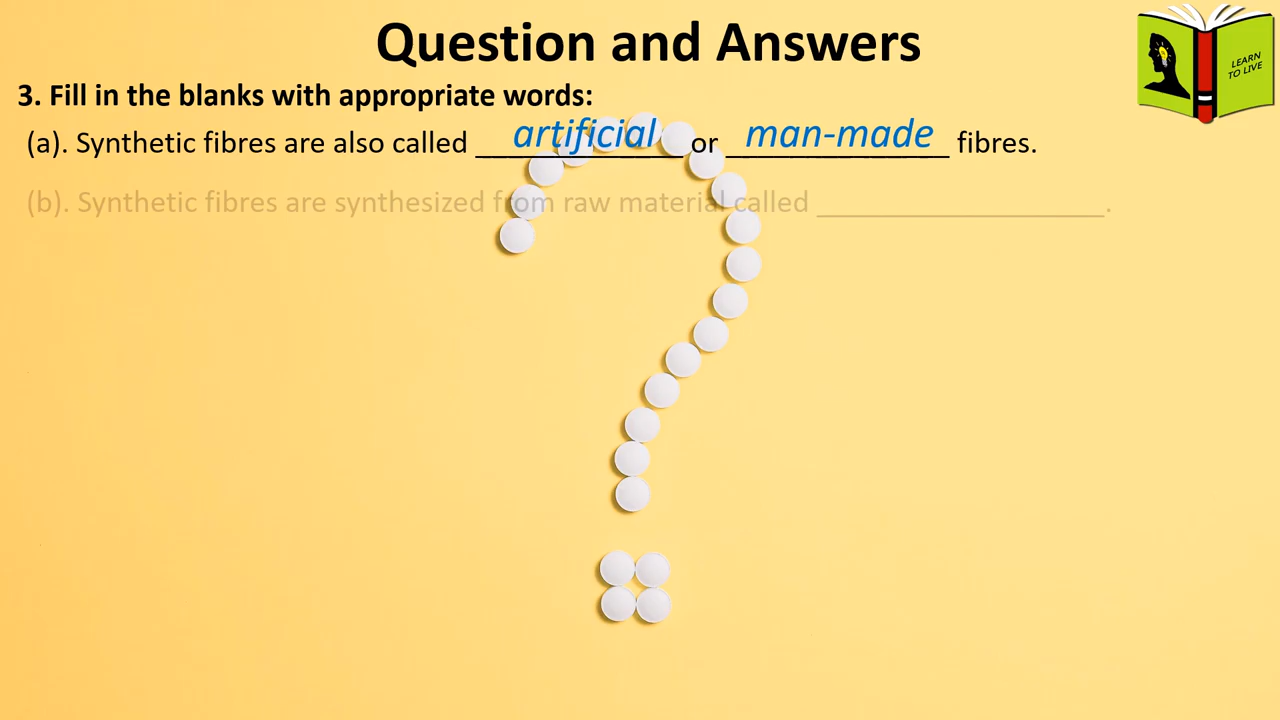 Question and Answers
LEARN
TO LIVE
3. Fill in the blanks with appropriate words:
(a). Synthetic fibres are also called artificial or man-made fibres.
(b). Synthetic fibres are synthesized from raw material called __________________.